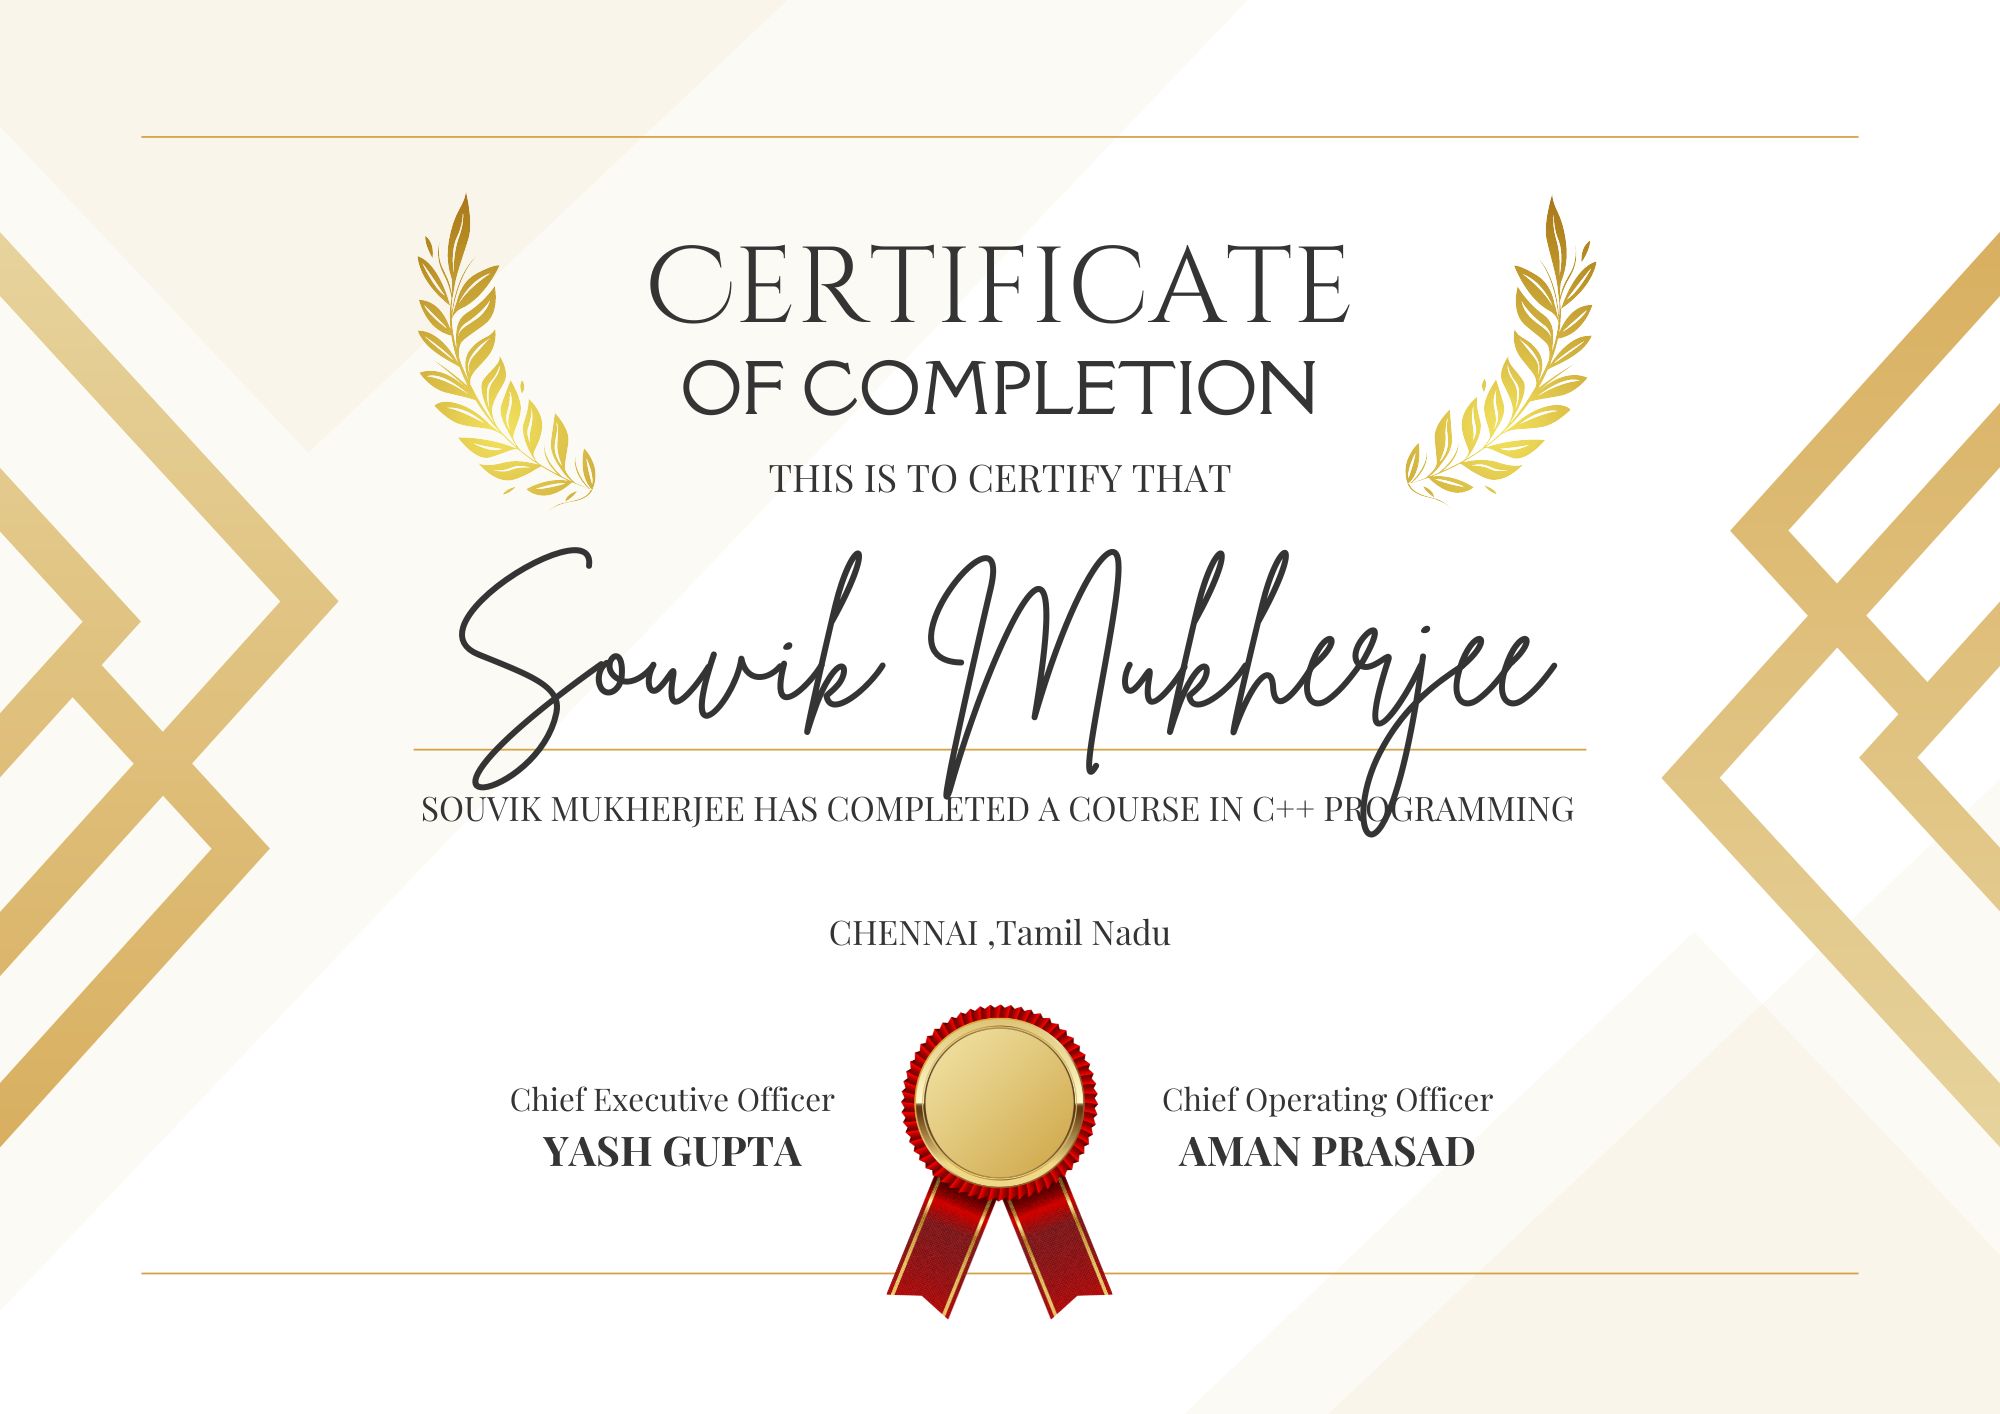 CERTIFICATE
OF COMPLETION
THIS IS TO CERTIFY THAT
Souvik Mukherjee
SOUVIK MUKHERJEE HAS COMPLETED A COURSE IN C++ PROGRAMMING
CHENNAI ,Tamil Nadu
Chief Executive Officer
YASH GUPTA
Chief Operating Officer
AMAN PRASAD